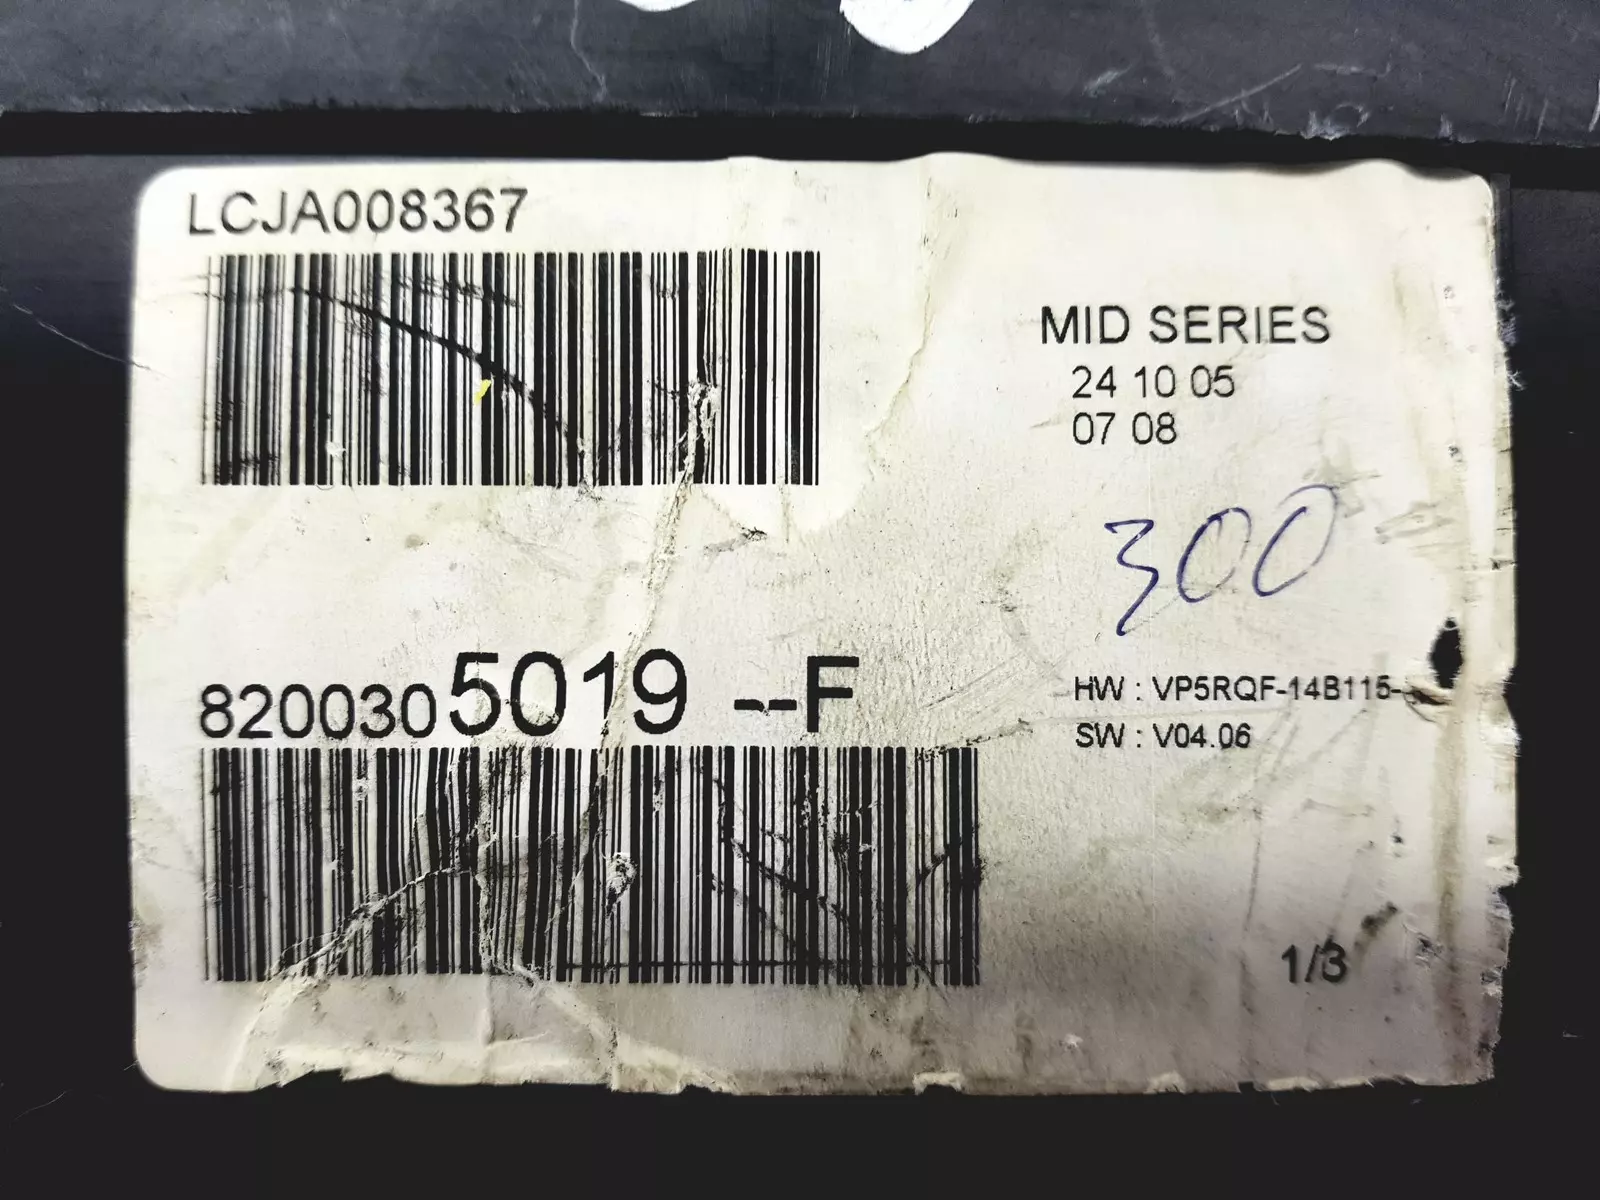 LCJA008367
MID SERIES
24 10 05
07 08
300
8200305019 --F
HW : VP5RQF-14B115-
SW : V04.06
1/3